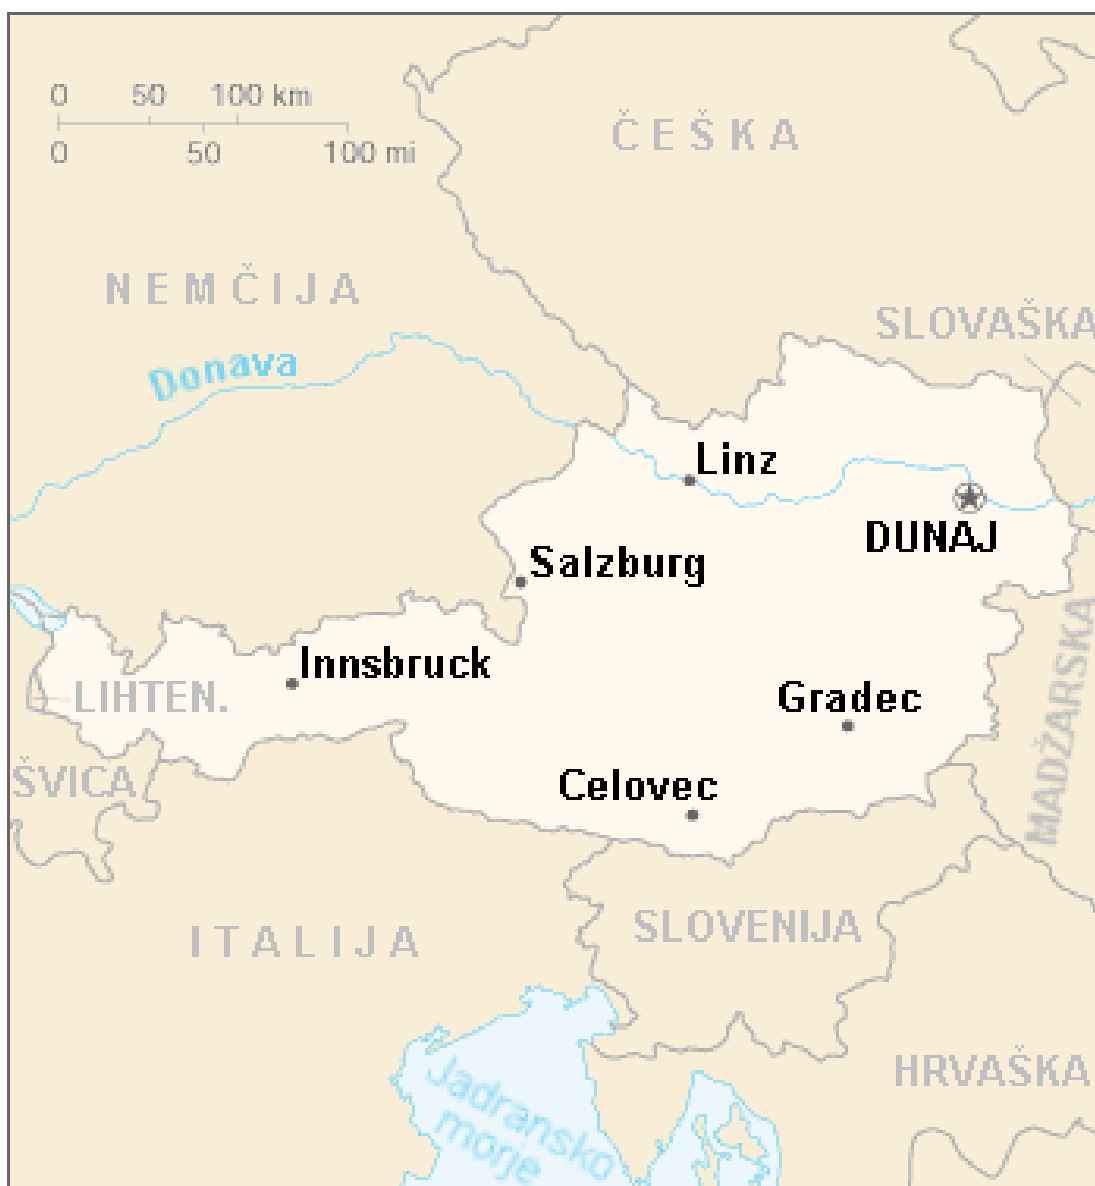 0 50 100 km
0 50 100 mi
ČEŠKA
NEMČIJA
SLOVAŠKA
Donava
Linz
DUNAJ
Salzburg
Innsbruck
LIHTEN.
Gradec
MADŽARSKA
ŠVICA
Celovec
SLOVENIJA
ITALIJA
HRVAŠKA
Jadransko
morje